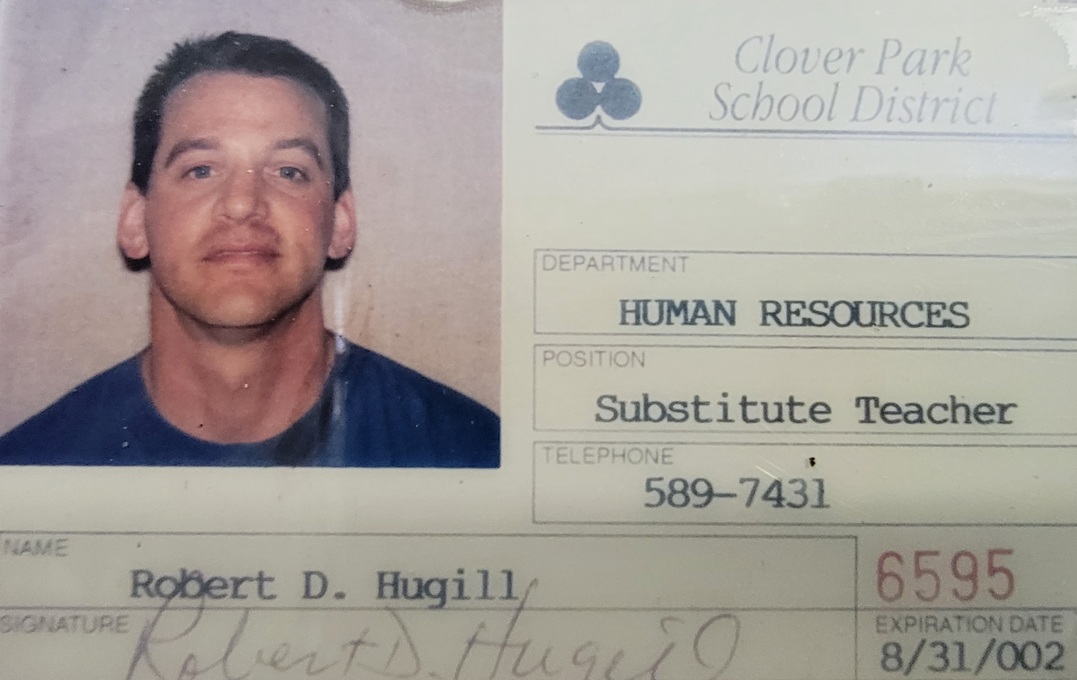 Clover Park
School District
DEPARTMENT
HUMAN RESOURCES
POSITION
Substitute Teacher
TELEPHONE
589-7431
NAME
Robert D. Hugill
6595
SIGNATURE
Robert D. Hugill
EXPIRATION DATE
8/31/002